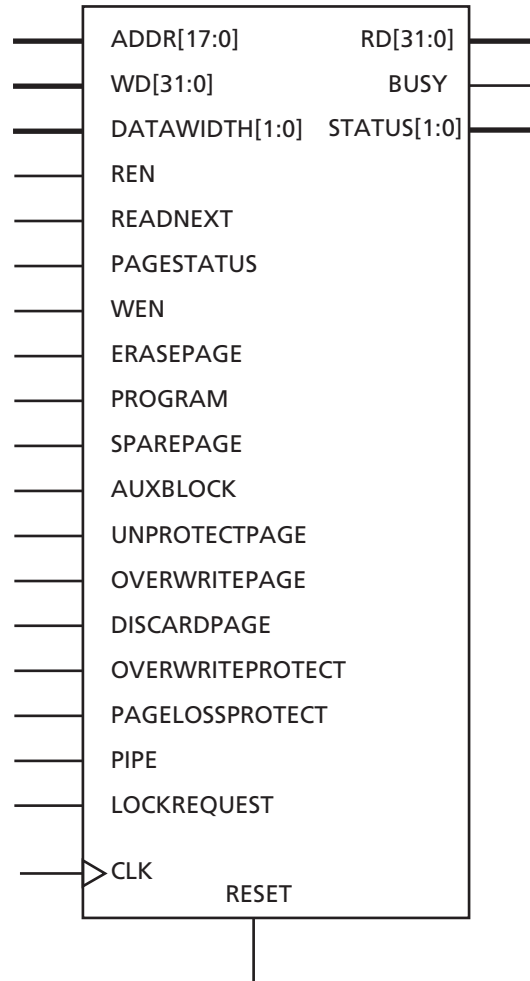 ADDR[17:0] RD[31:0]
WD[31:0] BUSY
DATAWIDTH[1:0] STATUS[1:0]
REN
READNEXT
PAGESTATUS
WEN
ERASEPAGE
PROGRAM
SPAREPAGE
AUXBLOCK
UNPROTECTPAGE
OVERWRITEPAGE
DISCARDPAGE
OVERWRITEPROTECT
PAGELOSSPROTECT
PIPE
LOCKREQUEST
CLK
RESET